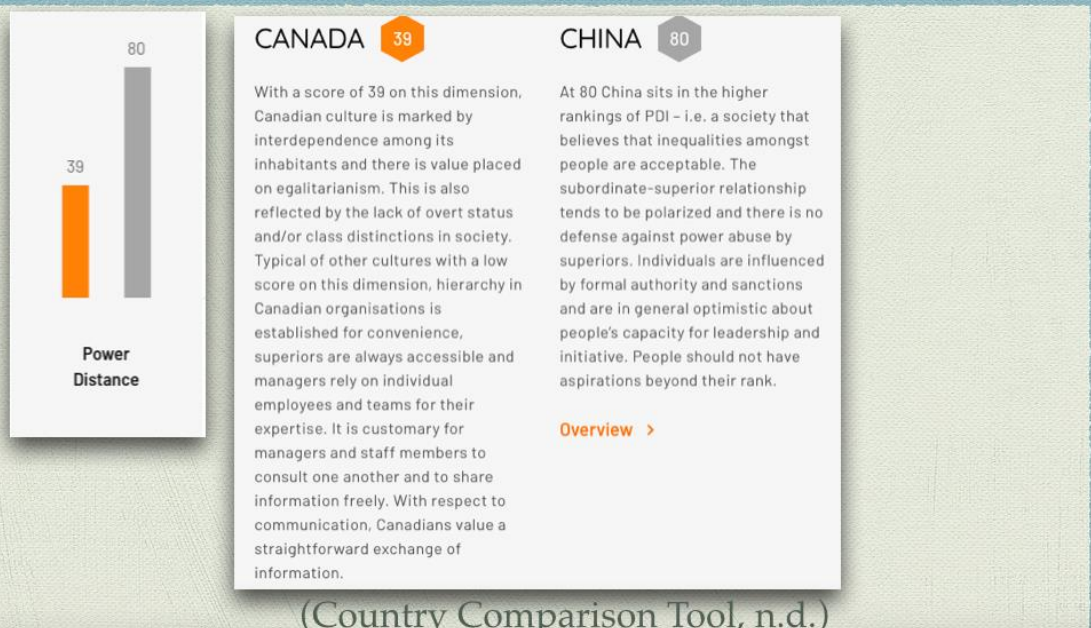 80
39
Power
Distance
CANADA 39
With a score of 39 on this dimension,
Canadian culture is marked by
interdependence among its
inhabitants and there is value placed
on egalitarianism. This is also
reflected by the lack of overt status
and/or class distinctions in society.
Typical of other cultures with a low
score on this dimension, hierarchy in
Canadian organisations is
established for convenience,
superiors are always accessible and
managers rely on individual
employees and teams for their
expertise. It is customary for
managers and staff members to
consult one another and to share
information freely. With respect to
communication, Canadians value a
straightforward exchange of
information.
CHINA 80
At 80 China sits in the higher
rankings of PDI – i.e. a society that
believes that inequalities amongst
people are acceptable. The
subordinate-superior relationship
tends to be polarized and there is no
defense against power abuse by
superiors. Individuals are influenced
by formal authority and sanctions
and are in general optimistic about
people's capacity for leadership and
initiative. People should not have
aspirations beyond their rank.
Overview >
(Country Comparison Tool, n.d.)